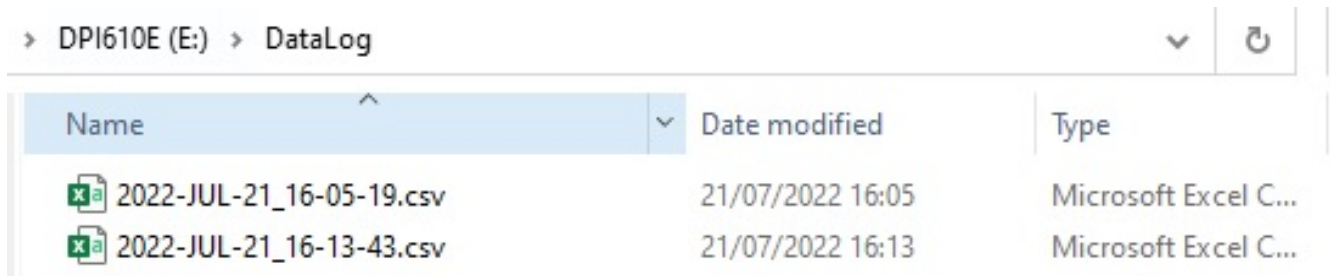 > DPI610E (E:) > DataLog
Name Date modified Type
2022-JUL-21_16-05-19.csv 21/07/2022 16:05 Microsoft Excel C...
2022-JUL-21_16-13-43.csv 21/07/2022 16:13 Microsoft Excel C...